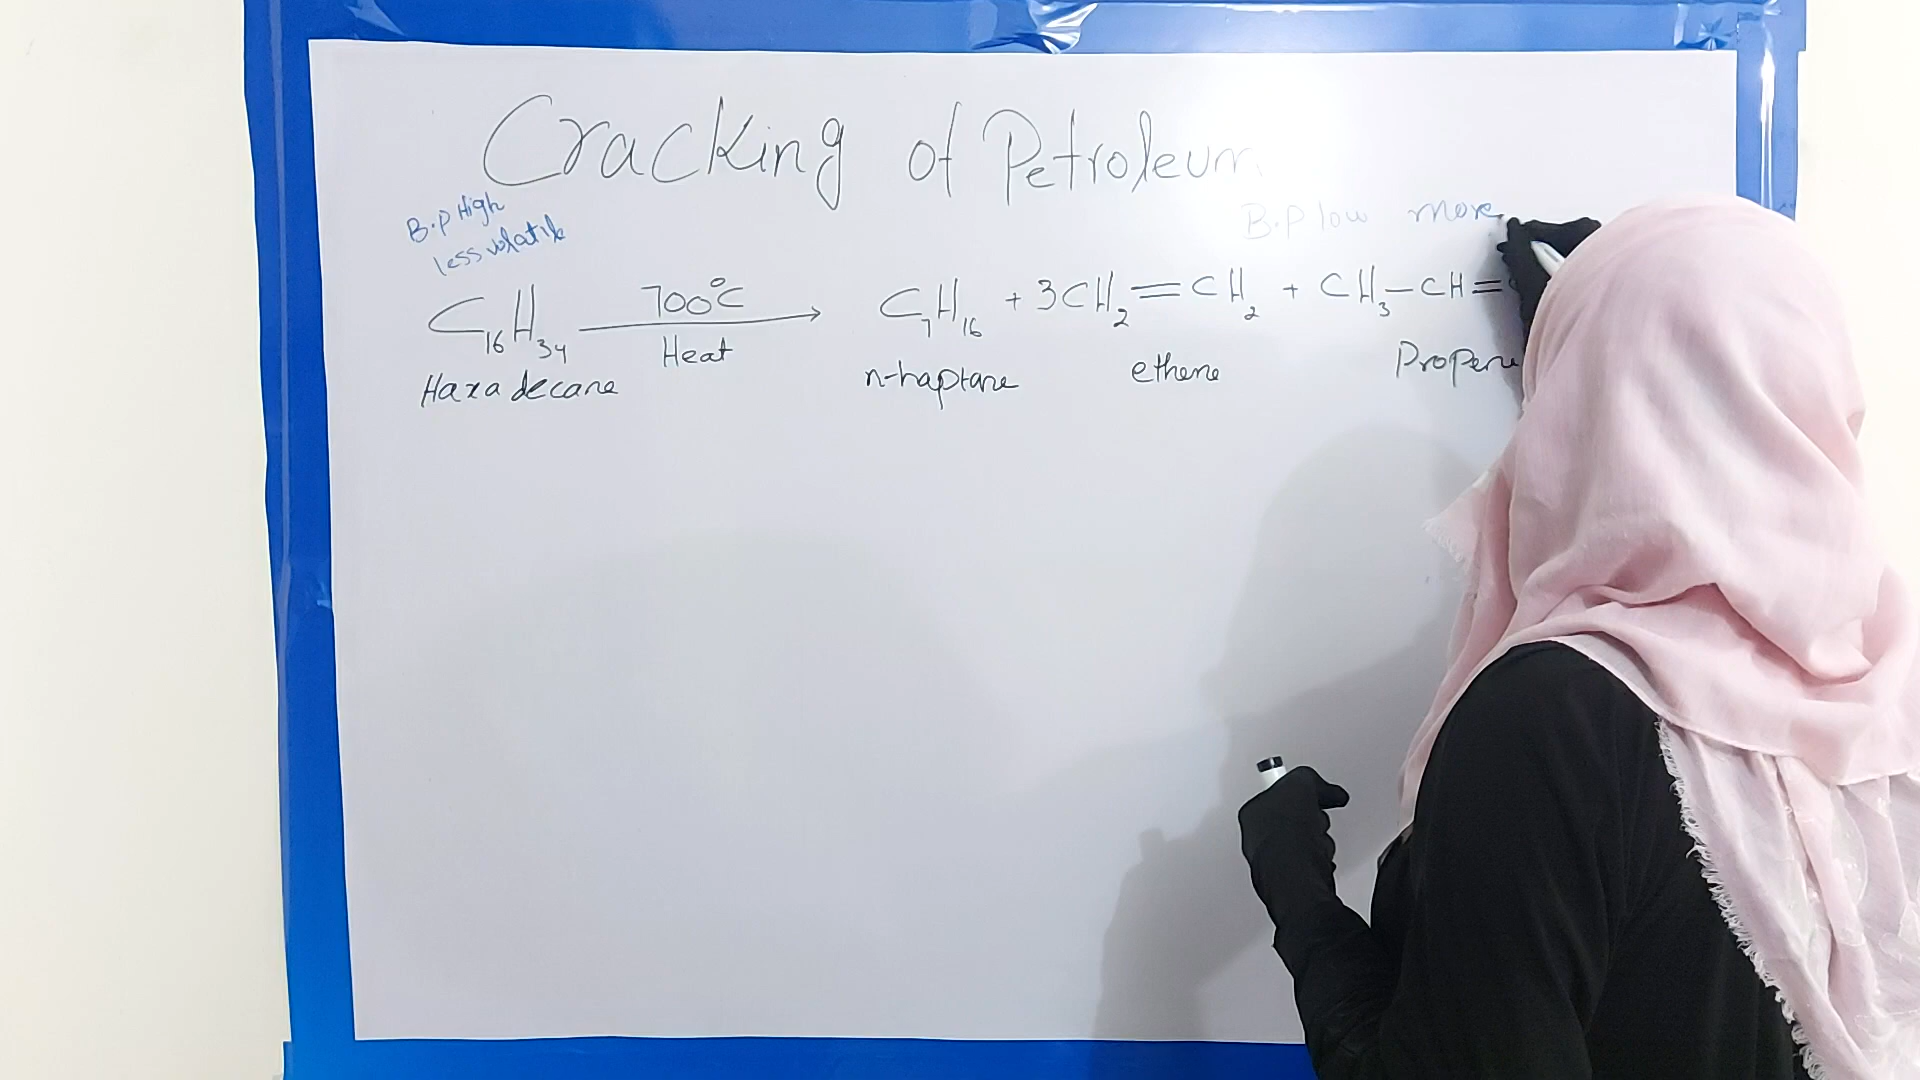 Cracking of Petroleum
B.P High
less volatile
B.P low more
C16H34 700°C Heat → C7H16 + 3CH2=CH2 + CH3-CH=
Haxadecane n-haptane ethene Propene